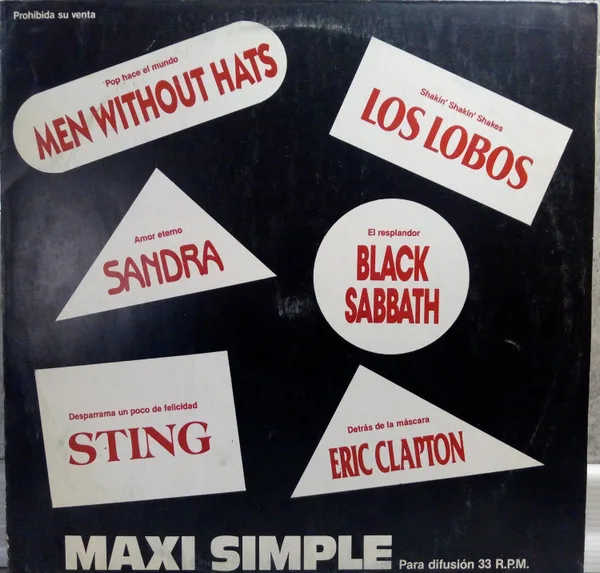 Prohibida su venta
Pop hace el mundo
MEN WITHOUT HATS
Shakin' Shakin' Shakes
LOS LOBOS
Amor eterno
SANDRA
El resplandor
BLACK
SABBATH
Desparrama un poco de felicidad
STING
Detrás de la máscara
ERIC CLAPTON
MAXI SIMPLE Para difusión 33 R.P.M.